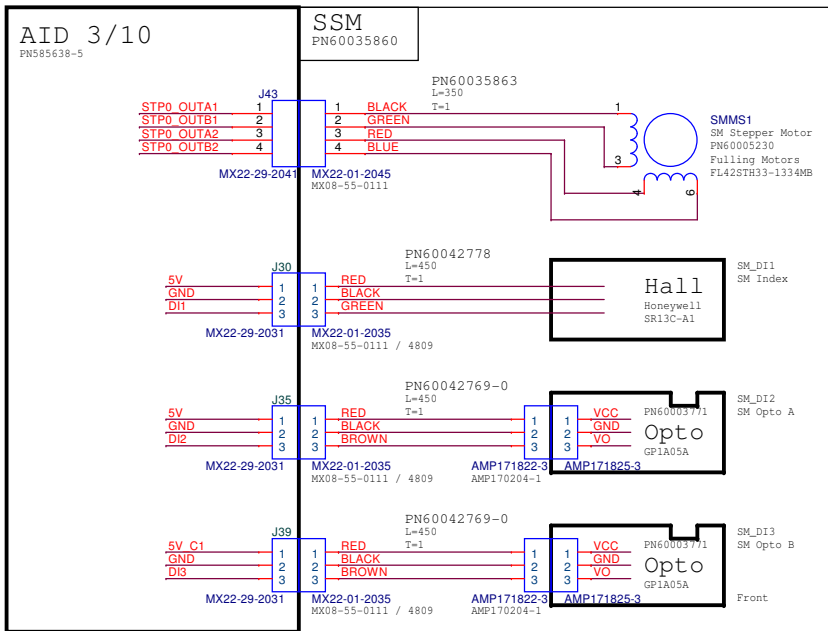 AID 3/10
PN585638-5
SSM
PN60035860
J43
STP0_OUTA1 1
STP0_OUTB1 2
STP0_OUTA2 3
STP0_OUTB2 4
MX22-29-2041
1 BLACK
2 GREEN
3 RED
4 BLUE
MX22-01-2045
MX08-55-0111
PN60035863
L=350
T=1
1
3
4
6
SMMS1
SM Stepper Motor
PN60005230
Fulling Motors
FL42STH33-1334MB
J30
5V 1
GND 2
DI1 3
MX22-29-2031
1 RED
2 BLACK
3 GREEN
MX22-01-2035
MX08-55-0111 / 4809
PN60042778
L=450
T=1
Hall
Honeywell
SR13C-A1
SM_DI1
SM Index
J35
5V 1
GND 2
DI2 3
MX22-29-2031
1 RED
2 BLACK
3 BROWN
MX22-01-2035
MX08-55-0111 / 4809
PN60042769-0
L=450
T=1
1 1 VCC
2 2 GND
3 3 VO
AMP171822-3 AMP171825-3
AMP170204-1
PN60003771
Opto
GP1A05A
SM_DI2
SM Opto A
J39
5V_C1 1
GND 2
DI3 3
MX22-29-2031
1 RED
2 BLACK
3 BROWN
MX22-01-2035
MX08-55-0111 / 4809
PN60042769-0
L=450
T=1
1 1 VCC
2 2 GND
3 3 VO
AMP171822-3 AMP171825-3
AMP170204-1
PN60003771
Opto
GP1A05A
SM_DI3
SM Opto B
Front